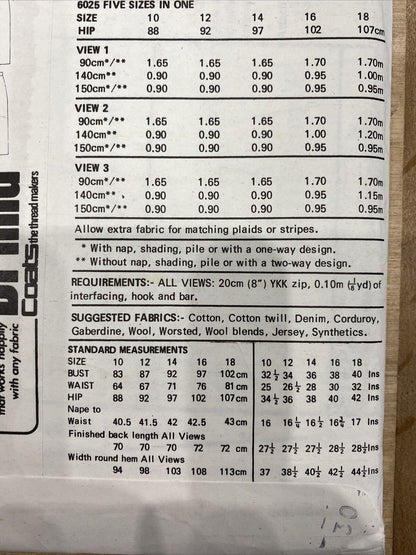 6025 FIVE SIZES IN ONE
SIZE 10 12 14 16 18
HIP 88 92 97 102 107cm
VIEW 1
90cm*/** 1.65 1.65 1.65 1.70 1.70m
140cm** 0.90 0.90 0.90 0.95 1.00m
150cm*/** 0.90 0.90 0.90 0.95 0.95m
VIEW 2
90cm*/** 1.65 1.65 1.65 1.70 1.70m
140cm** 0.90 0.90 0.90 1.00 1.20m
150cm*/** 0.90 0.90 0.90 0.95 0.95m
VIEW 3
90cm*/** 1.65 1.65 1.65 1.70 1.70m
140cm** 0.90 0.90 0.90 0.95 1.15m
150cm*/** 0.90 0.90 0.90 0.95 0.95m
Allow extra fabric for matching plaids or stripes.
* With nap, shading, pile or with a one-way design.
** Without nap, shading, pile or with a two-way design.
REQUIREMENTS:- ALL VIEWS: 20cm (8”) YKK zip, 0.10m (⅛yd) of
interfacing, hook and bar.
SUGGESTED FABRICS:- Cotton, Cotton twill, Denim, Corduroy,
Gaberdine, Wool, Worsted, Wool blends, Jersey, Synthetics.
STANDARD MEASUREMENTS
SIZE 10 12 14 16 18 10 12 14 16 18
BUST 83 87 92 97 102cm 32½ 34 36 38 40 Ins
WAIST 64 67 71 76 81 cm 25 26½ 28 30 32 Ins
HIP 88 92 97 102 107cm 34½ 36 38 40 42 Ins
Nape to
Waist 40.5 41.5 42 42.5 43cm 16 16¼ 16½ 16¾ 17 Ins
Finished back length All Views
70 70 70 72 72 cm 27½ 27½ 27½ 28½ 28½Ins
Width round hem All Views
94 98 103 108 113cm 37 38½ 40½ 42½ 44½Ins
Coats the thread makers
that works happily
with any fabric